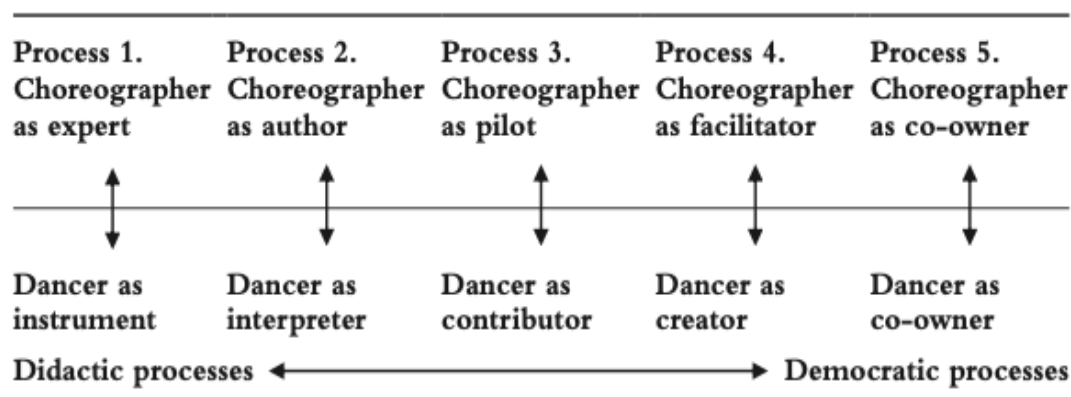 Process 1.
Choreographer
as expert
Process 2.
Choreographer
as author
Process 3.
Choreographer
as pilot
Process 4.
Choreographer
as facilitator
Process 5.
Choreographer
as co-owner
Dancer as
instrument
Dancer as
interpreter
Dancer as
contributor
Dancer as
creator
Dancer as
co-owner
Didactic processes
Democratic processes